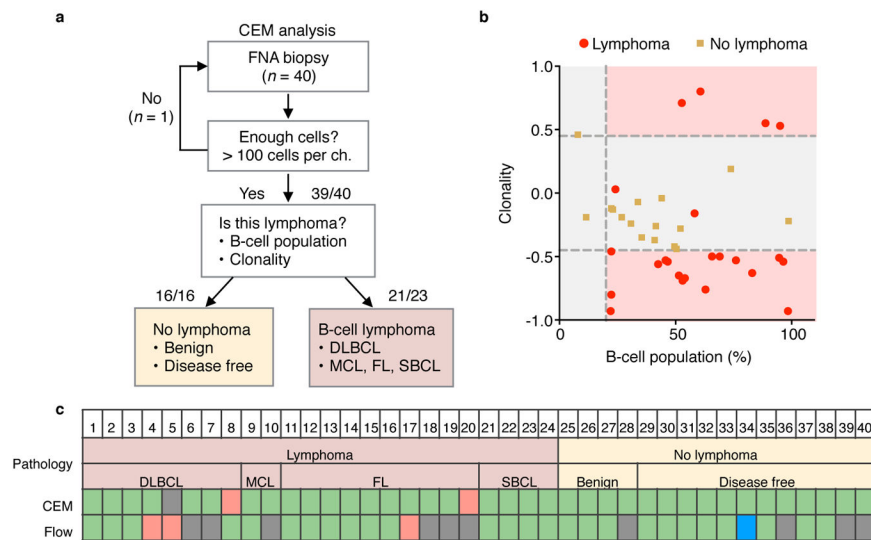 a
CEM analysis
FNA biopsy
(n = 40)
No
(n = 1)
Enough cells?
> 100 cells per ch.
Yes 39/40
Is this lymphoma?
• B-cell population
• Clonality
16/16
21/23
No lymphoma
• Benign
• Disease free
B-cell lymphoma
• DLBCL
• MCL, FL, SBCL
b
Lymphoma No lymphoma
1.0
0.5
0.0
-0.5
-1.0
Clonality
0 50 100
B-cell population (%)
c
1 2 3 4 5 6 7 8 9 10 11 12 13 14 15 16 17 18 19 20 21 22 23 24 25 26 27 28 29 30 31 32 33 34 35 36 37 38 39 40
Pathology
Lymphoma No lymphoma
DLBCL MCL FL SBCL Benign Disease free
CEM
Flow